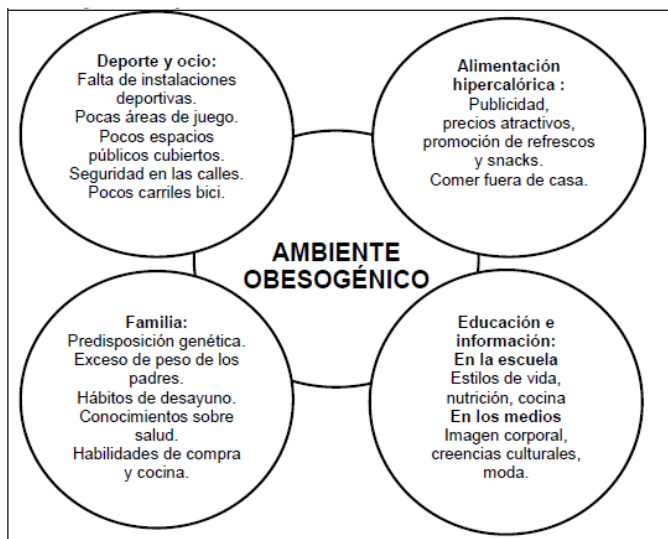 Deporte y ocio:
Falta de instalaciones
deportivas.
Pocas áreas de juego.
Pocos espacios
públicos cubiertos.
Seguridad en las calles.
Pocos carriles bici.
Alimentación
hipercalórica :
Publicidad,
precios atractivos,
promoción de refrescos
y snacks.
Comer fuera de casa.
AMBIENTE
OBESOGÉNICO
Familia:
Predisposición genética.
Exceso de peso de los
padres.
Hábitos de desayuno.
Conocimientos sobre
salud.
Habilidades de compra
y cocina.
Educación e
información:
En la escuela
Estilos de vida,
nutrición, cocina
En los medios
Imagen corporal,
creencias culturales,
moda.